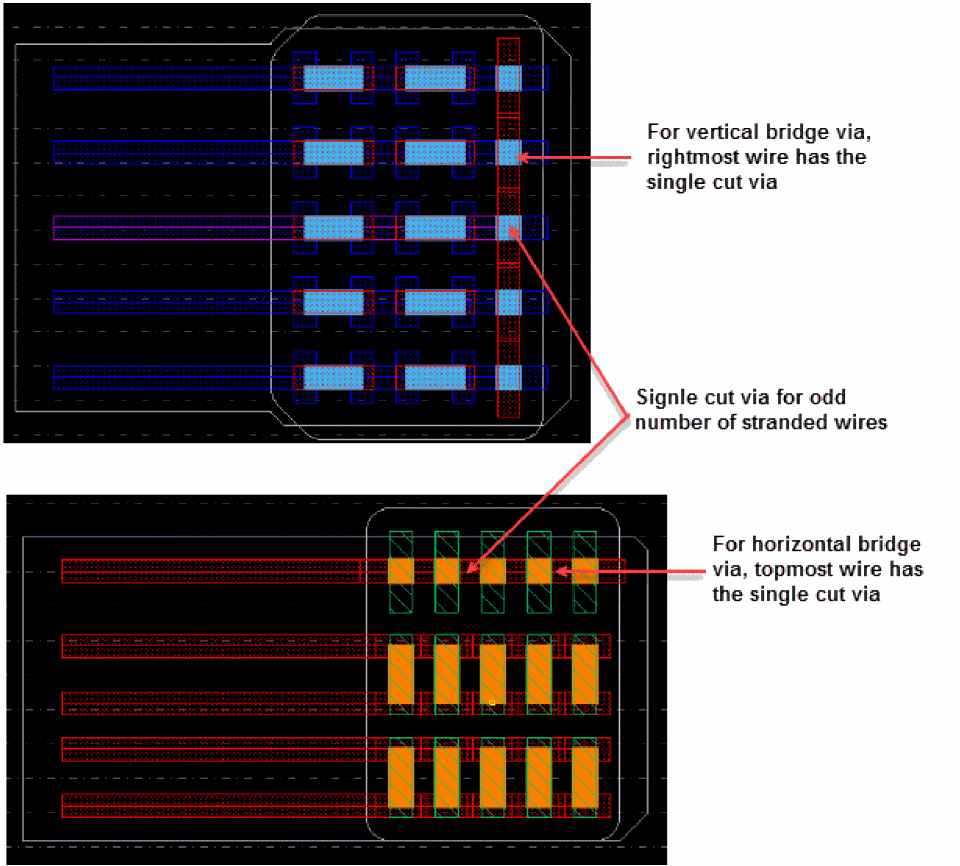 For vertical bridge via,
rightmost wire has the
single cut via
Signle cut via for odd
number of stranded wires
For horizontal bridge
via, topmost wire has
the single cut via